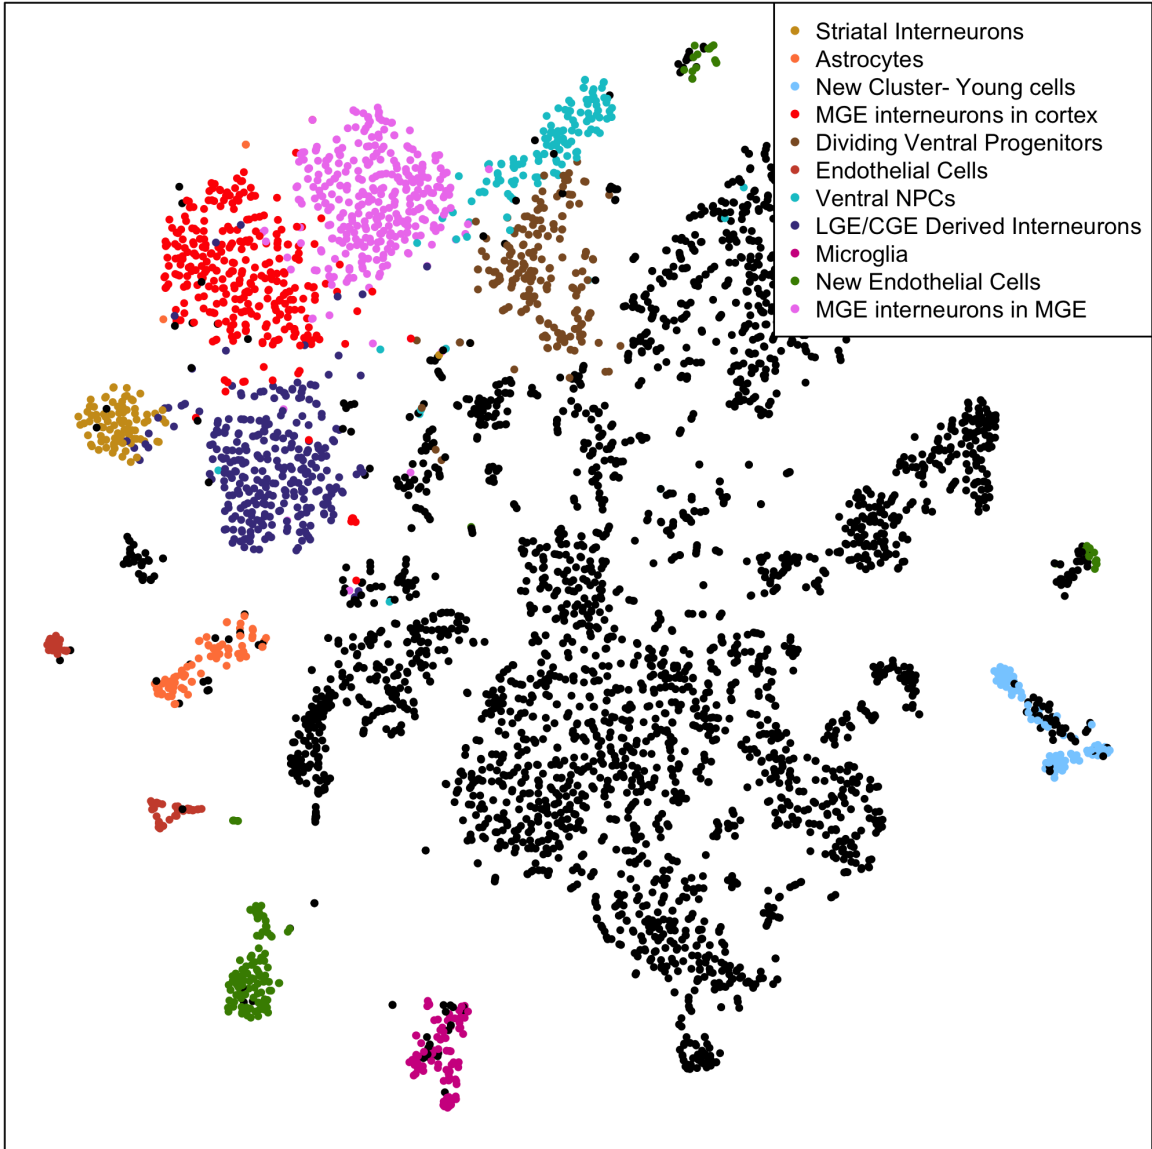 Striatal Interneurons
Astrocytes
New Cluster- Young cells
MGE interneurons in cortex
Dividing Ventral Progenitors
Endothelial Cells
Ventral NPCs
LGE/CGE Derived Interneurons
Microglia
New Endothelial Cells
MGE interneurons in MGE